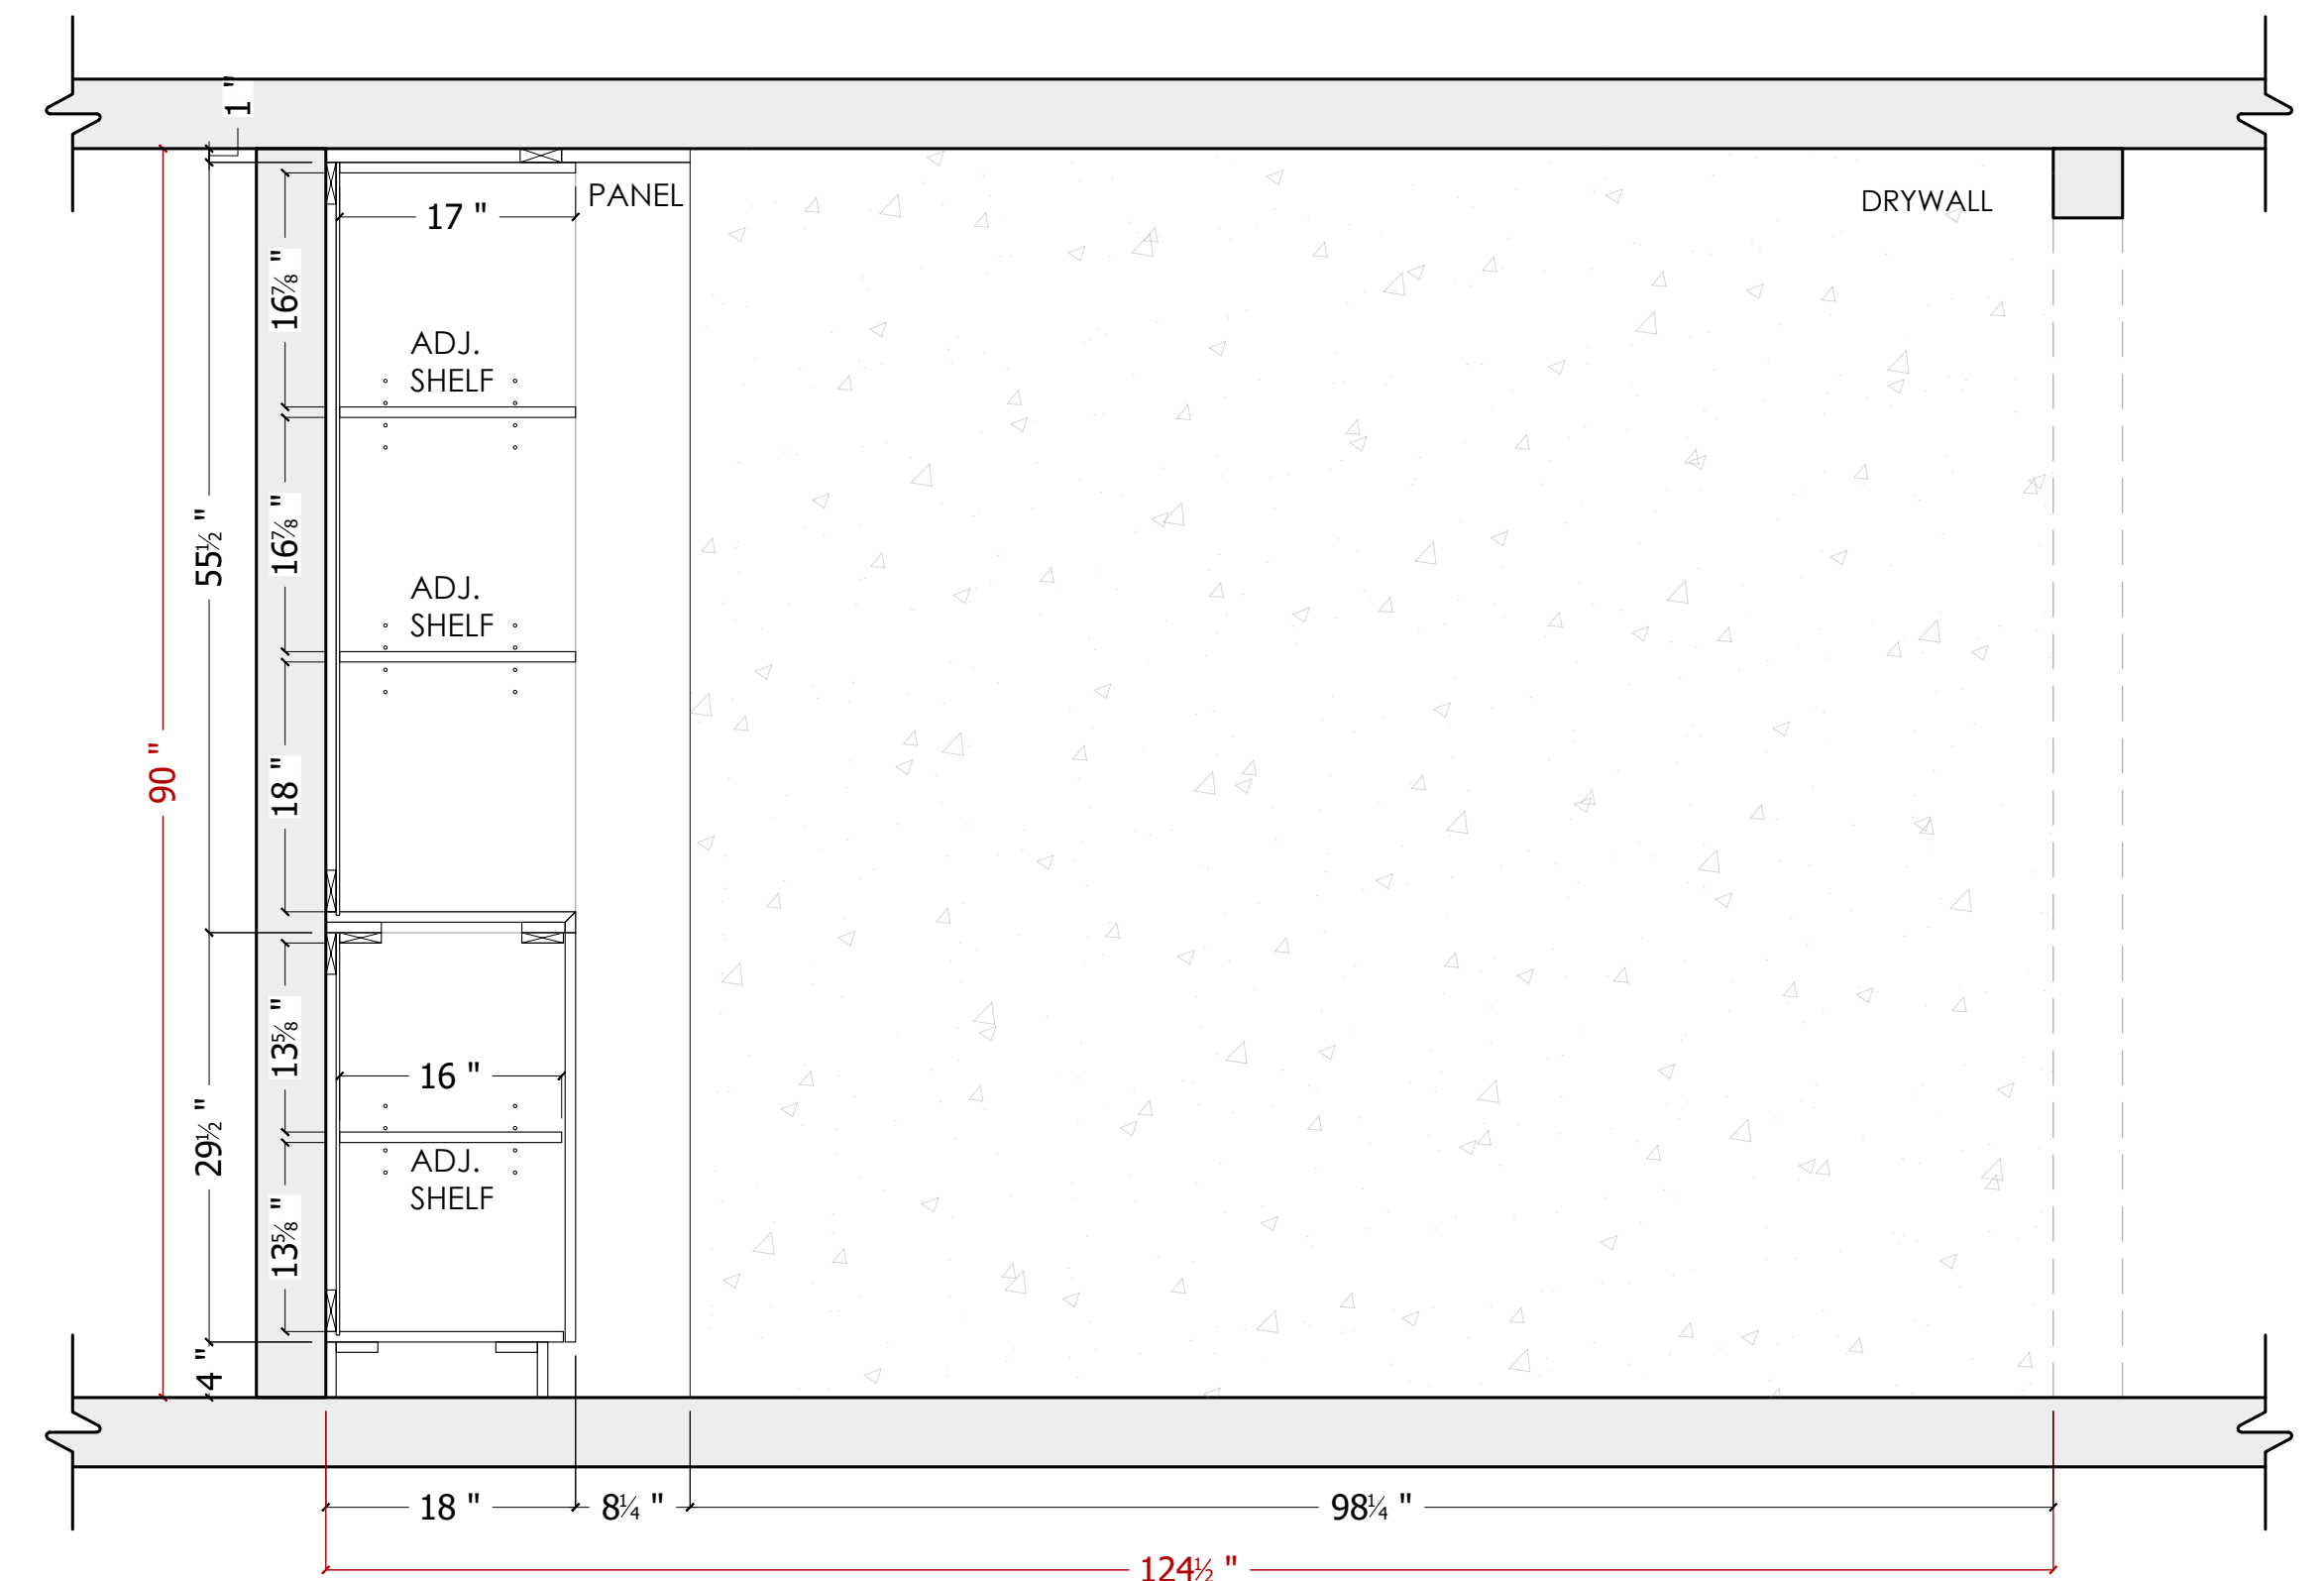 1 "
PANEL
DRYWALL
17 "
16⅞ "
ADJ.
SHELF
55½ "
16⅞ "
ADJ.
SHELF
90 "
18 "
13⅝ "
16 "
29½ "
ADJ.
SHELF
13⅝ "
4 "
18 "
8¼ "
98¼ "
124½ "